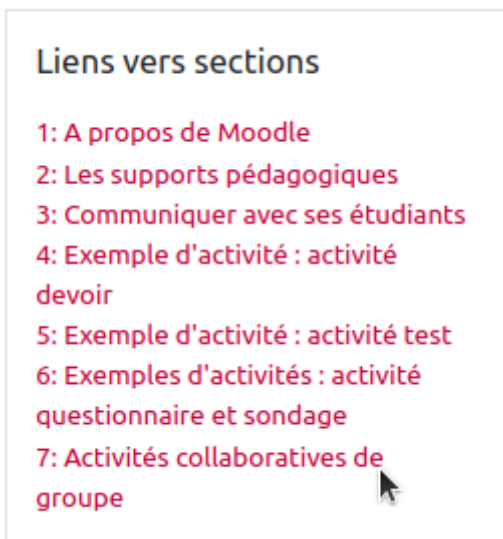 Liens vers sections
1: A propos de Moodle
2: Les supports pédagogiques
3: Communiquer avec ses étudiants
4: Exemple d'activité : activité
devoir
5: Exemple d'activité : activité test
6: Exemples d'activités : activité
questionnaire et sondage
7: Activités collaboratives de
groupe